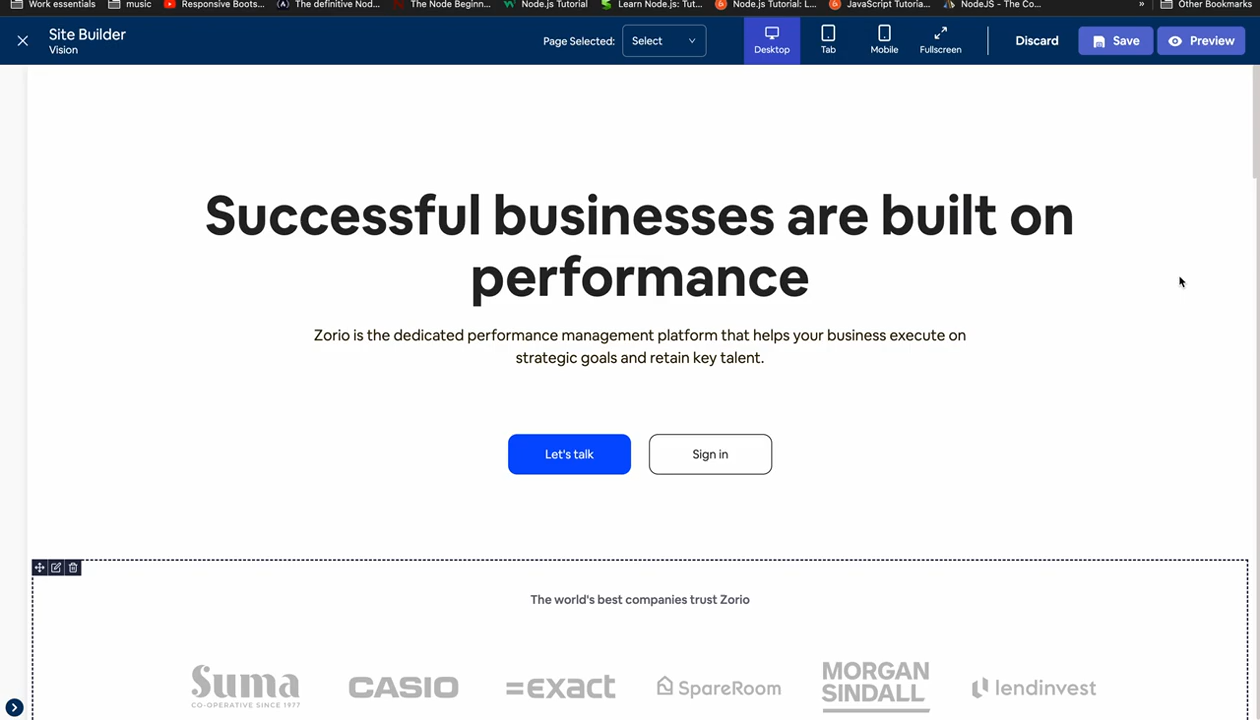 Work essentials
music
Responsive Boots...
The definitive Nod...
The Node Beginn...
Node.js Tutorial
Learn Node.js: Tut...
Node.js Tutorial: L...
JavaScript Tutoria...
NodeJS - The Co...
»
Other Bookmarks
Site Builder
Vision
Page Selected:
Select
Desktop
Tab
Mobile
Fullscreen
Discard
Save
Preview
Successful businesses are built on
performance
Zorio is the dedicated performance management platform that helps your business execute on
strategic goals and retain key talent.
Let's talk
Sign in
The world's best companies trust Zorio
Suma
CO-OPERATIVE SINCE 1977
CASIO
=exact
SpareRoom
MORGAN
SINDALL
lendinvest